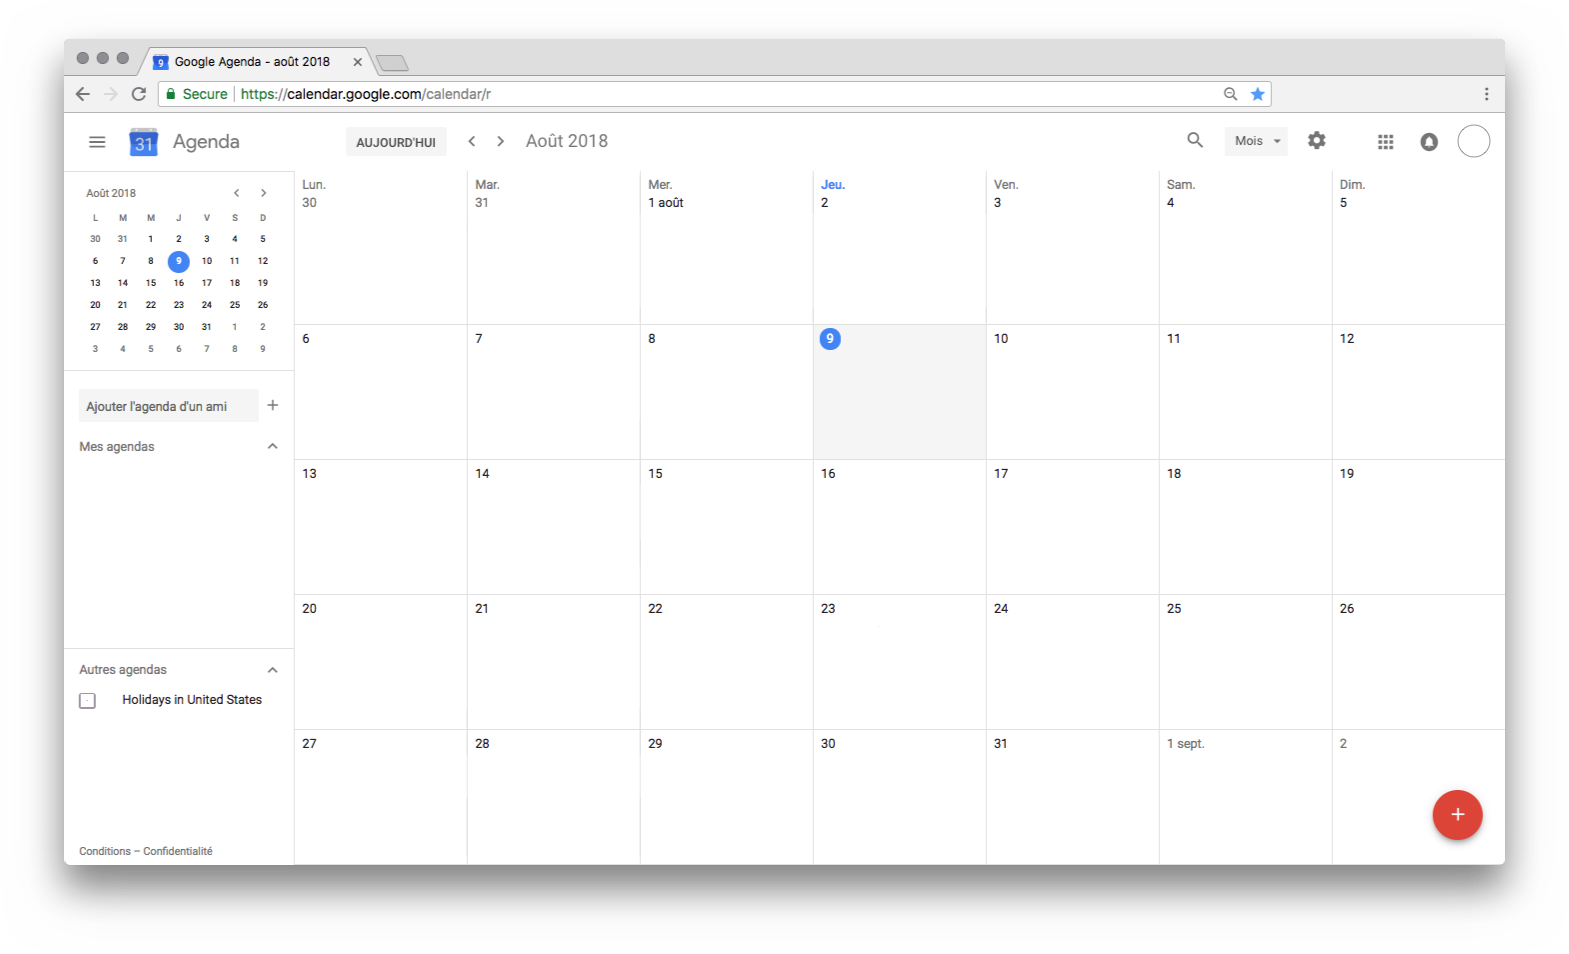 9 Google Agenda - août 2018
Secure https://calendar.google.com/calendar/r
31 Agenda AUJOURD'HUI Août 2018 Mois
Août 2018
L M M J V S D
30 31 1 2 3 4 5
6 7 8 9 10 11 12
13 14 15 16 17 18 19
20 21 22 23 24 25 26
27 28 29 30 31 1 2
3 4 5 6 7 8 9
Ajouter l'agenda d'un ami
Mes agendas
Autres agendas
Holidays in United States
Conditions – Confidentialité
Lun. Mar. Mer. Jeu. Ven. Sam. Dim.
30 31 1 août 2 3 4 5
6 7 8 9 10 11 12
13 14 15 16 17 18 19
20 21 22 23 24 25 26
27 28 29 30 31 1 sept. 2